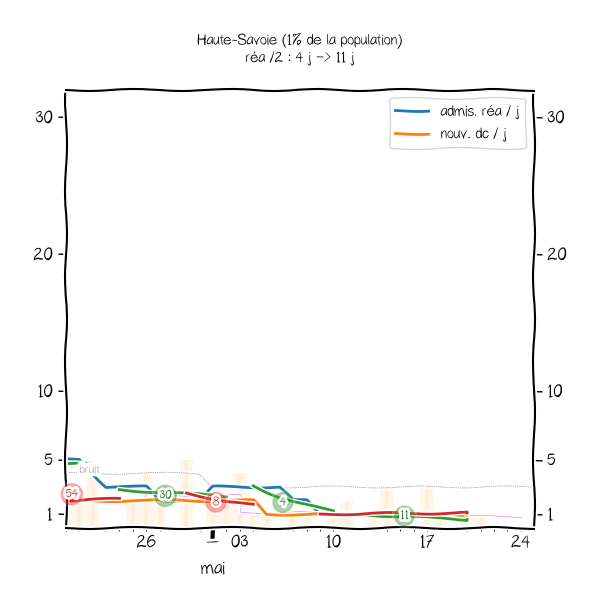 Haute-Savoie (1% de la population)
réa /2 : 4 j -> 11 j
admis. réa / j
nouv. dc / j
30 30
20 20
10 10
5 5
bruit
54 30 8 4 11
1 1
26 1 03 10 17 24
mai